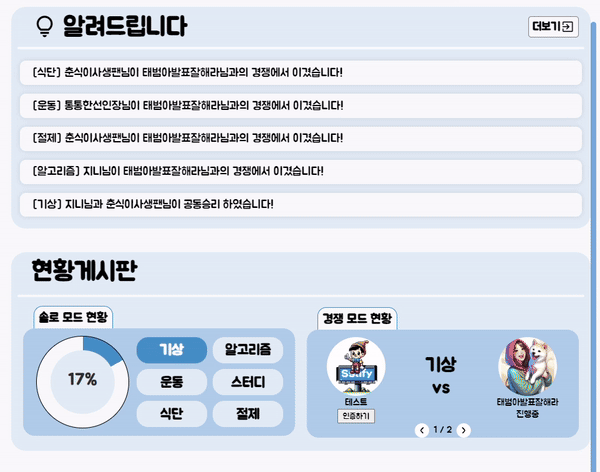 알려드립니다
더보기
[식단] 춘식이사생팬님이 태범아발표잘해라님과의 경쟁에서 이겼습니다!
[운동] 통통한선인장님이 태범아발표잘해라님과의 경쟁에서 이겼습니다!
[절제] 춘식이사생팬님이 태범아발표잘해라님과의 경쟁에서 이겼습니다!
[알고리즘] 지니님이 태범아발표잘해라님과의 경쟁에서 이겼습니다!
[기상] 지니님과 춘식이사생팬님이 공동승리 하였습니다!
현황게시판
솔로 모드 현황
17%
기상 알고리즘
운동 스터디
식단 절제
경쟁 모드 현황
기상
vs
테스트
인증하기
태범아발표잘해라
진행중
1 / 2